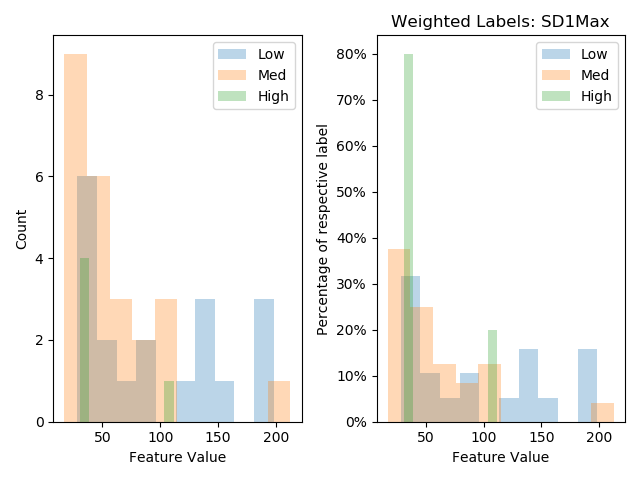 Weighted Labels: SD1Max
Low
Med
High
8
6
4
2
0
Count
50
100
150
200
Feature Value
Low
Med
High
80%
70%
60%
50%
40%
30%
20%
10%
0%
Percentage of respective label
50
100
150
200
Feature Value